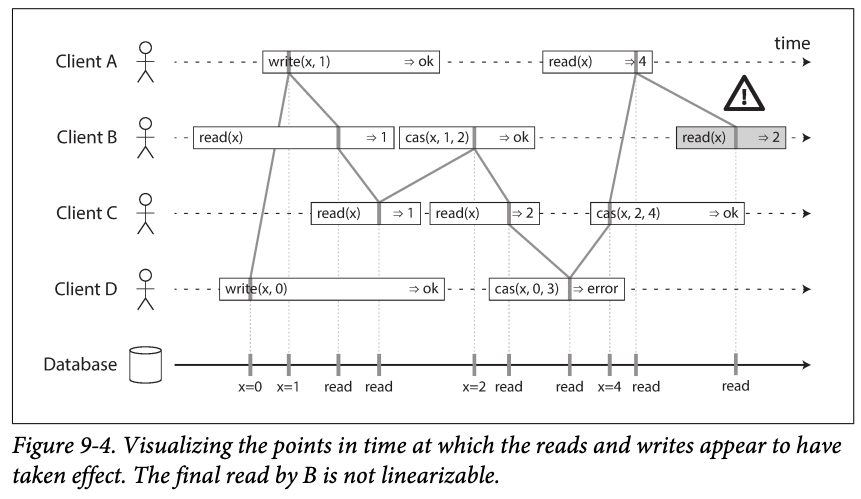 time
Client A write(x, 1) ⇒ ok read(x) ⇒ 4
Client B read(x) ⇒ 1 cas(x, 1, 2) ⇒ ok read(x) ⇒ 2
Client C read(x) ⇒ 1 read(x) ⇒ 2 cas(x, 2, 4) ⇒ ok
Client D write(x, 0) ⇒ ok cas(x, 0, 3) ⇒ error
Database
x=0 x=1 read read x=2 read read x=4 read read
Figure 9-4. Visualizing the points in time at which the reads and writes appear to have
taken effect. The final read by B is not linearizable.